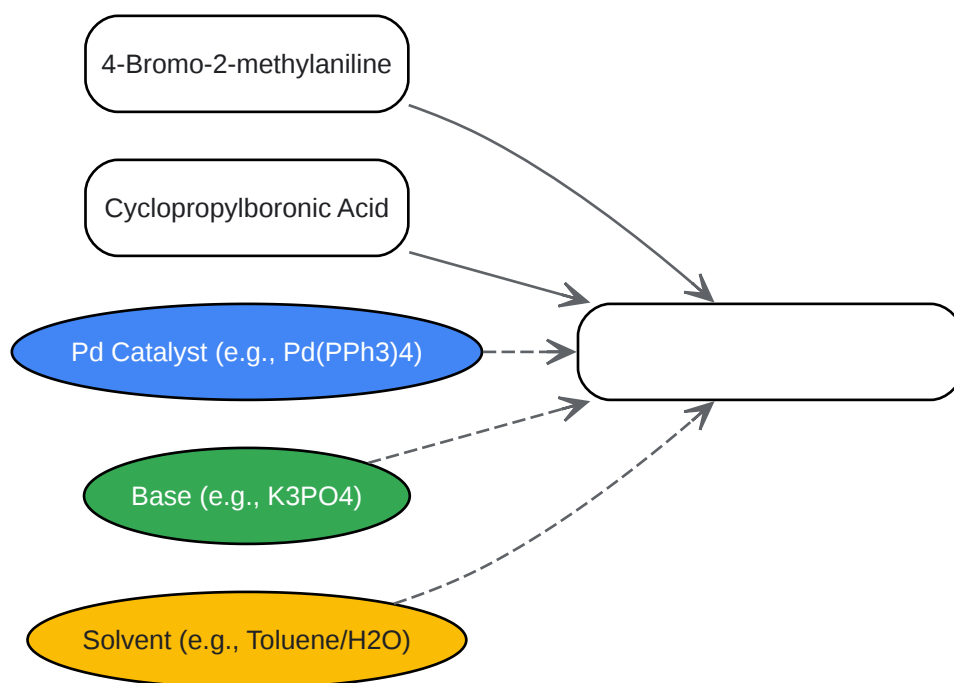 4-Bromo-2-methylaniline
Cyclopropylboronic Acid
Pd Catalyst (e.g., Pd(PPh3)4)
Base (e.g., K3PO4)
Solvent (e.g., Toluene/H2O)